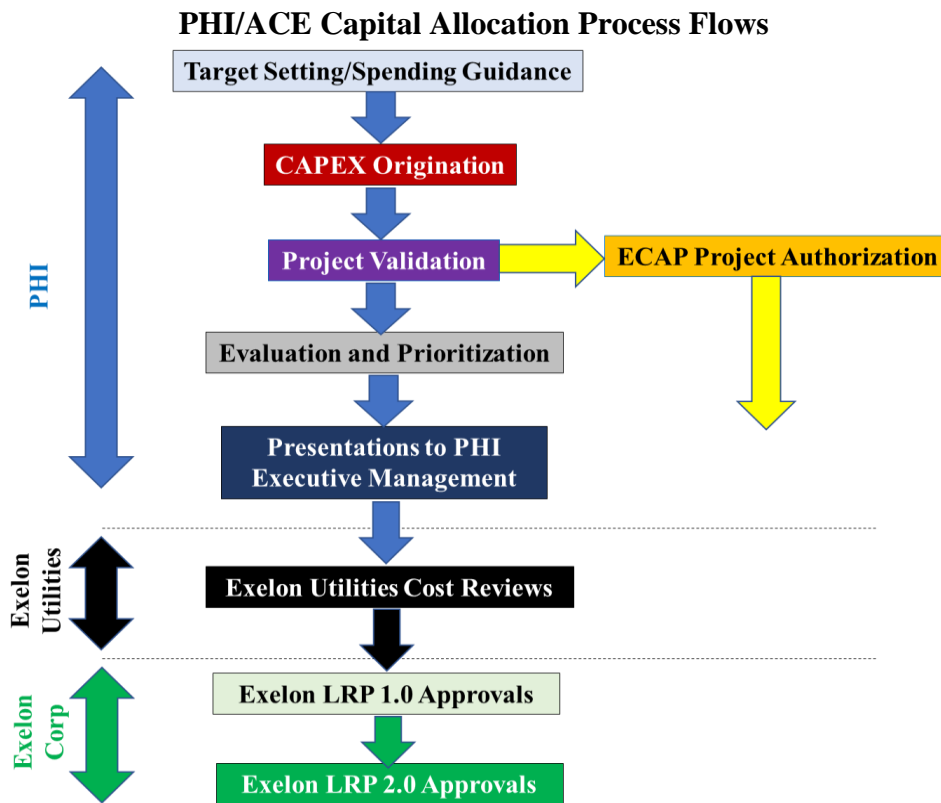 PHI/ACE Capital Allocation Process Flows
Target Setting/Spending Guidance
CAPEX Origination
Project Validation
ECAP Project Authorization
PHI
Evaluation and Prioritization
Presentations to PHI
Executive Management
Exelon
Utilities
Exelon Utilities Cost Reviews
Exelon
Corp
Exelon LRP 1.0 Approvals
Exelon LRP 2.0 Approvals